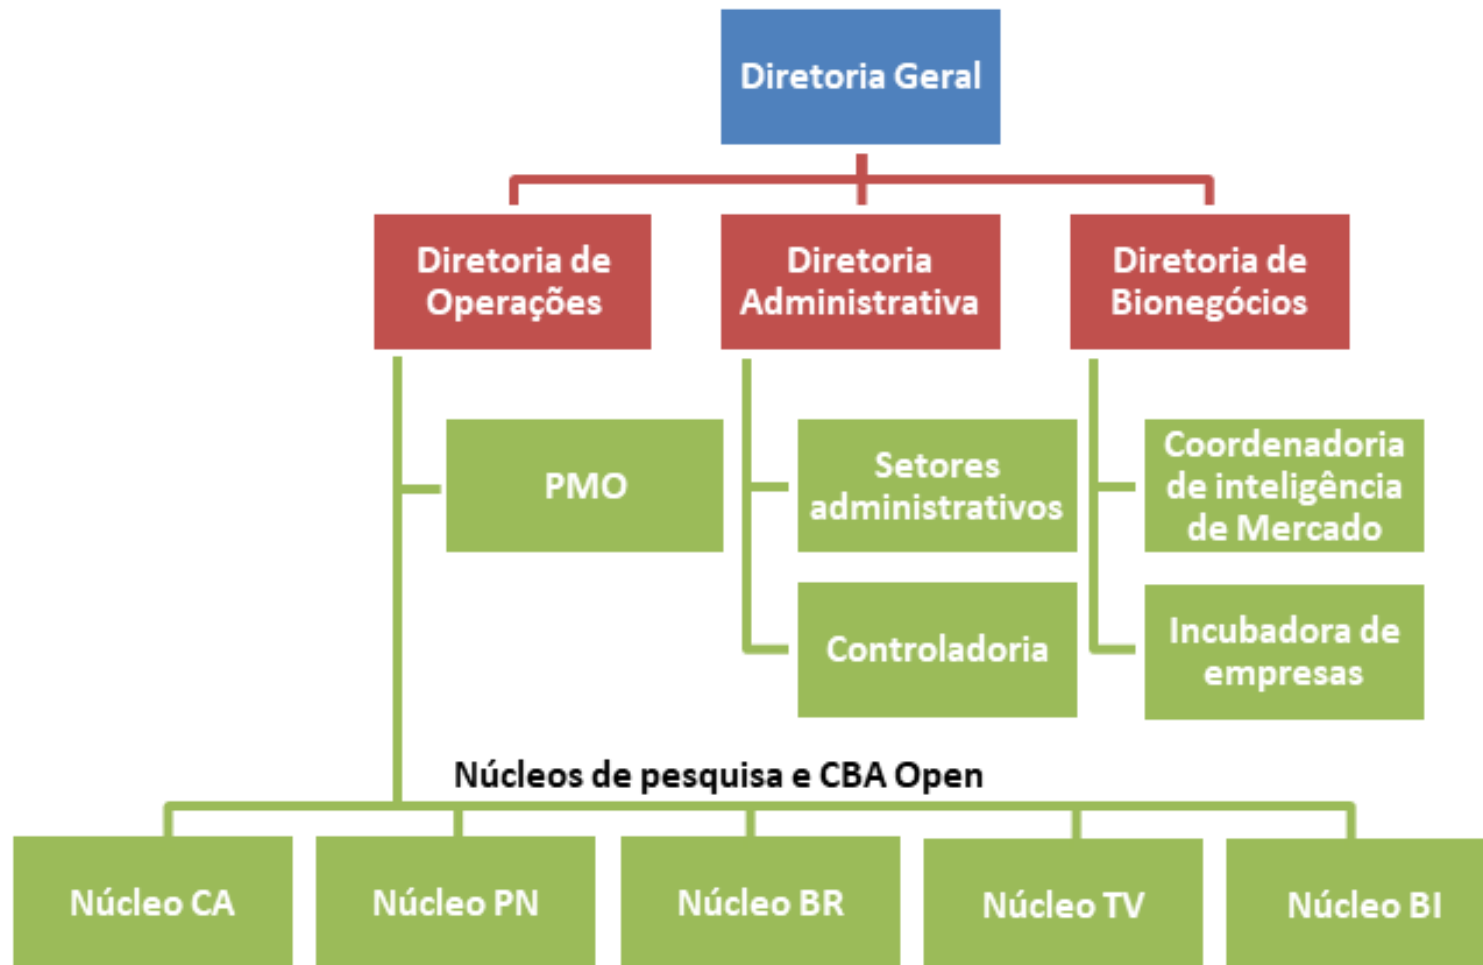 Diretoria Geral
Diretoria de
Operações
Diretoria
Administrativa
Diretoria de
Bionegócios
PMO
Setores
administrativos
Coordenadoria
de inteligência
de Mercado
Controladoria
Incubadora de
empresas
Núcleos de pesquisa e CBA Open
Núcleo CA
Núcleo PN
Núcleo BR
Núcleo TV
Núcleo BI